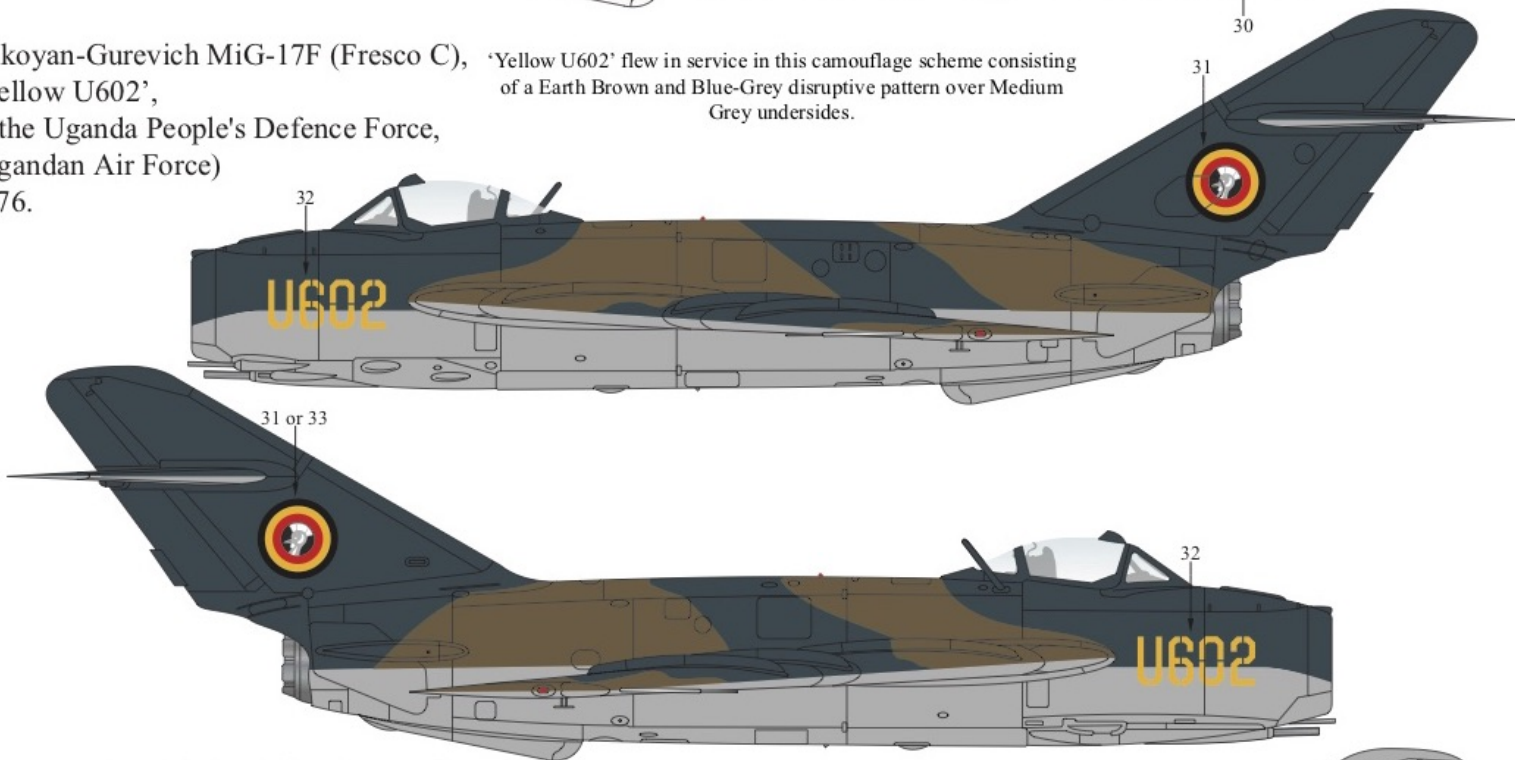 30
koyan-Gurevich MiG-17F (Fresco C),
ellow U602’,
the Uganda People's Defence Force,
gandan Air Force)
76.
‘Yellow U602’ flew in service in this camouflage scheme consisting
of a Earth Brown and Blue-Grey disruptive pattern over Medium
Grey undersides.
31
32
U602
31 or 33
32
U602